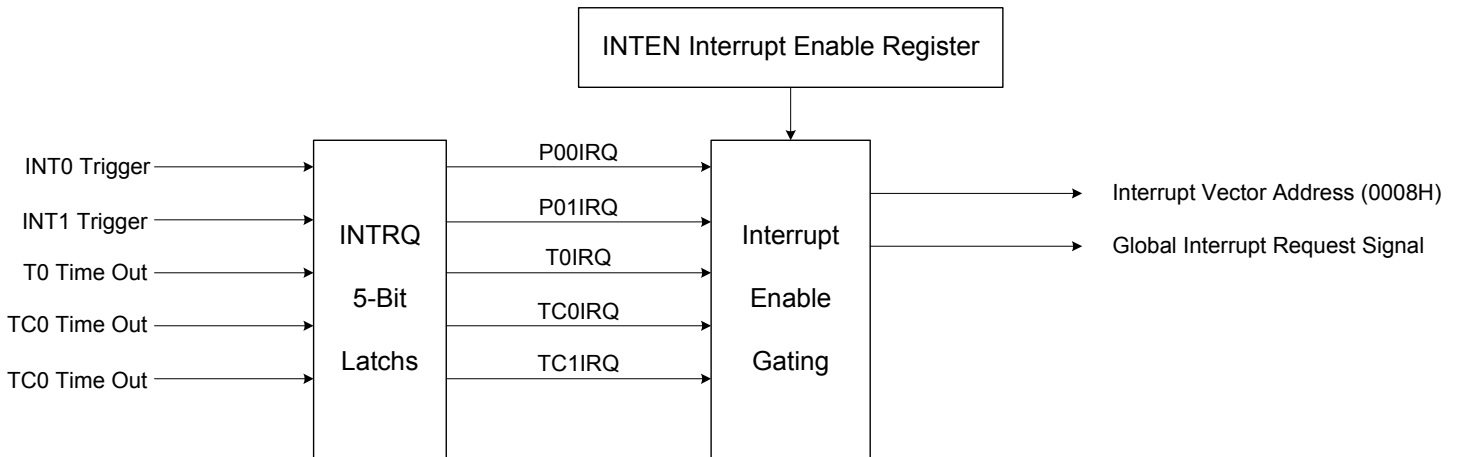 INTEN Interrupt Enable Register
INT0 Trigger
INT1 Trigger
T0 Time Out
TC0 Time Out
TC0 Time Out
INTRQ
5-Bit
Latchs
P00IRQ
P01IRQ
T0IRQ
TC0IRQ
TC1IRQ
Interrupt
Enable
Gating
Interrupt Vector Address (0008H)
Global Interrupt Request Signal